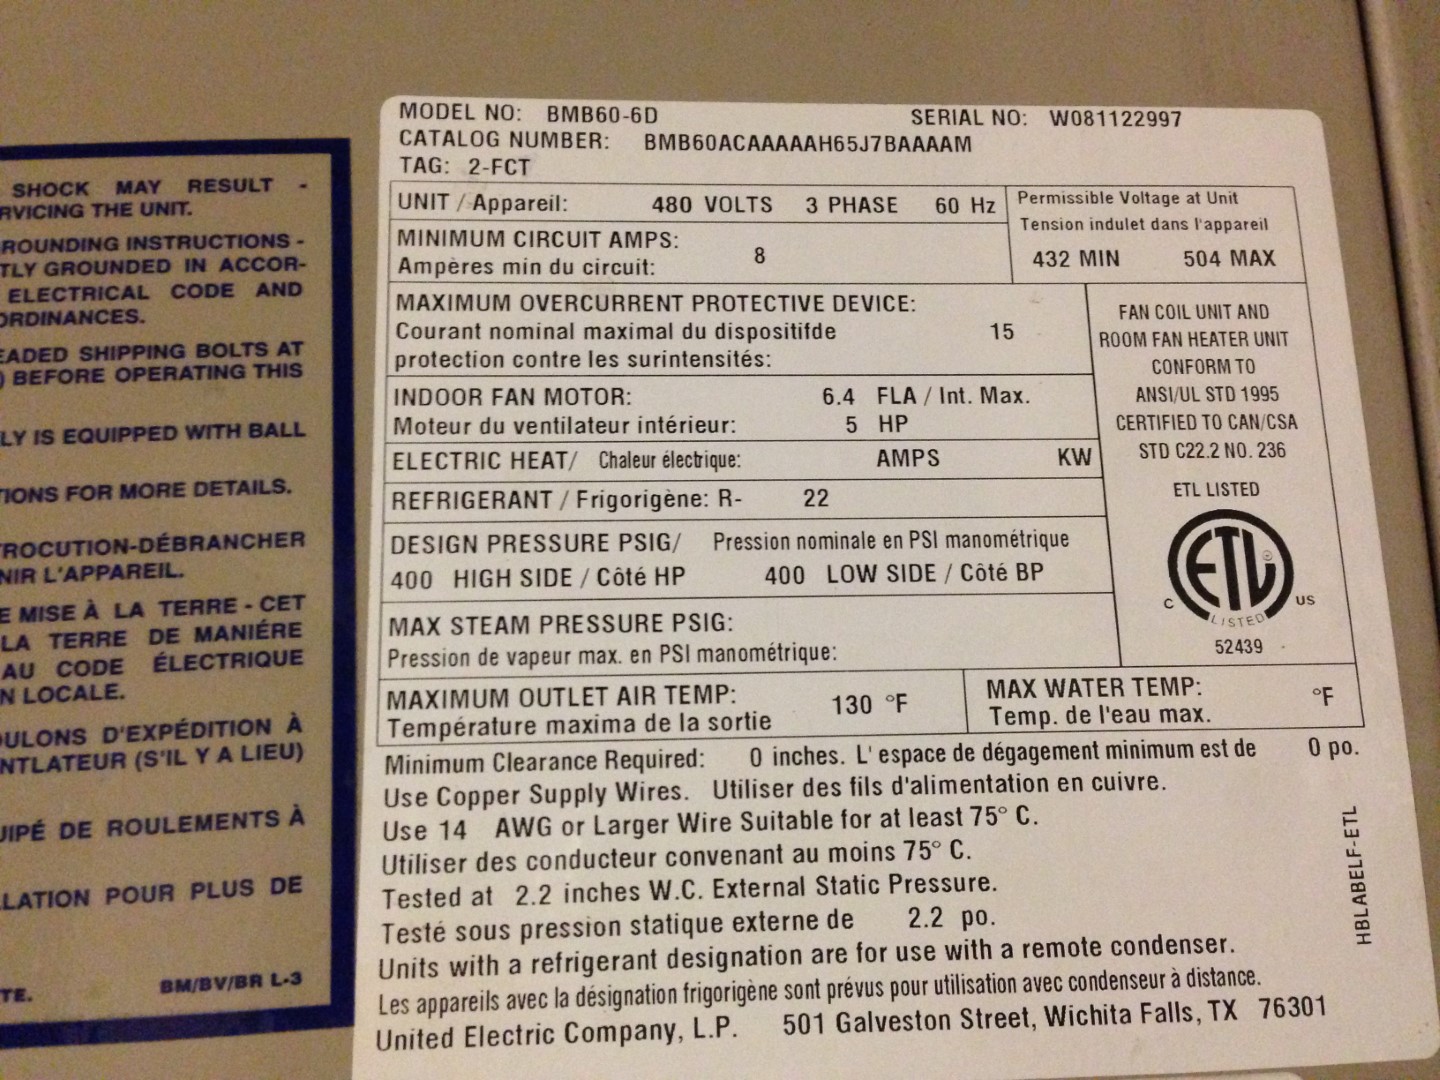 SHOCK MAY RESULT -
RVICING THE UNIT.
ROUNDING INSTRUCTIONS -
TLY GROUNDED IN ACCOR-
ELECTRICAL CODE AND
ORDINANCES.
EADED SHIPPING BOLTS AT
) BEFORE OPERATING THIS
LY IS EQUIPPED WITH BALL
TIONS FOR MORE DETAILS.
TROCUTION-DÉBRANCHER
NIR L'APPAREIL.
E MISE À LA TERRE - CET
LA TERRE DE MANIÉRE
AU CODE ÉLECTRIQUE
N LOCALE.
OULONS D'EXPÉDITION À
NTLATEUR (S'IL Y A LIEU)
UIPÉ DE ROULEMENTS À
LLATION POUR PLUS DE
TE. BM/BV/BR L-3
MODEL NO: BMB60-6D SERIAL NO: W081122997
CATALOG NUMBER: BMB60ACAAAAAH65J7BAAAAM
TAG: 2-FCT
UNIT / Appareil: 480 VOLTS 3 PHASE 60 Hz
Permissible Voltage at Unit
Tension indulet dans l'appareil
432 MIN 504 MAX
MINIMUM CIRCUIT AMPS:
Ampères min du circuit: 8
MAXIMUM OVERCURRENT PROTECTIVE DEVICE:
Courant nominal maximal du dispositifde 15
protection contre les surintensités:
INDOOR FAN MOTOR: 6.4 FLA / Int. Max.
Moteur du ventilateur intérieur: 5 HP
ELECTRIC HEAT/ Chaleur électrique: AMPS KW
REFRIGERANT / Frigorigène: R- 22
DESIGN PRESSURE PSIG/ Pression nominale en PSI manométrique
400 HIGH SIDE / Côté HP 400 LOW SIDE / Côté BP
MAX STEAM PRESSURE PSIG:
Pression de vapeur max. en PSI manométrique:
FAN COIL UNIT AND
ROOM FAN HEATER UNIT
CONFORM TO
ANSI/UL STD 1995
CERTIFIED TO CAN/CSA
STD C22.2 NO. 236
ETL LISTED
ETL
C US
LISTED
52439
MAXIMUM OUTLET AIR TEMP: 130 °F
Température maxima de la sortie
MAX WATER TEMP: °F
Temp. de l'eau max.
Minimum Clearance Required: 0 inches. L' espace de dégagement minimum est de 0 po.
Use Copper Supply Wires. Utiliser des fils d'alimentation en cuivre.
Use 14 AWG or Larger Wire Suitable for at least 75° C.
Utiliser des conducteur convenant au moins 75° C.
Tested at 2.2 inches W.C. External Static Pressure.
Testé sous pression statique externe de 2.2 po.
Units with a refrigerant designation are for use with a remote condenser.
Les appareils avec la désignation frigorigène sont prévus pour utilisation avec condenseur à distance.
United Electric Company, L.P. 501 Galveston Street, Wichita Falls, TX 76301
HBLABELF-ETL